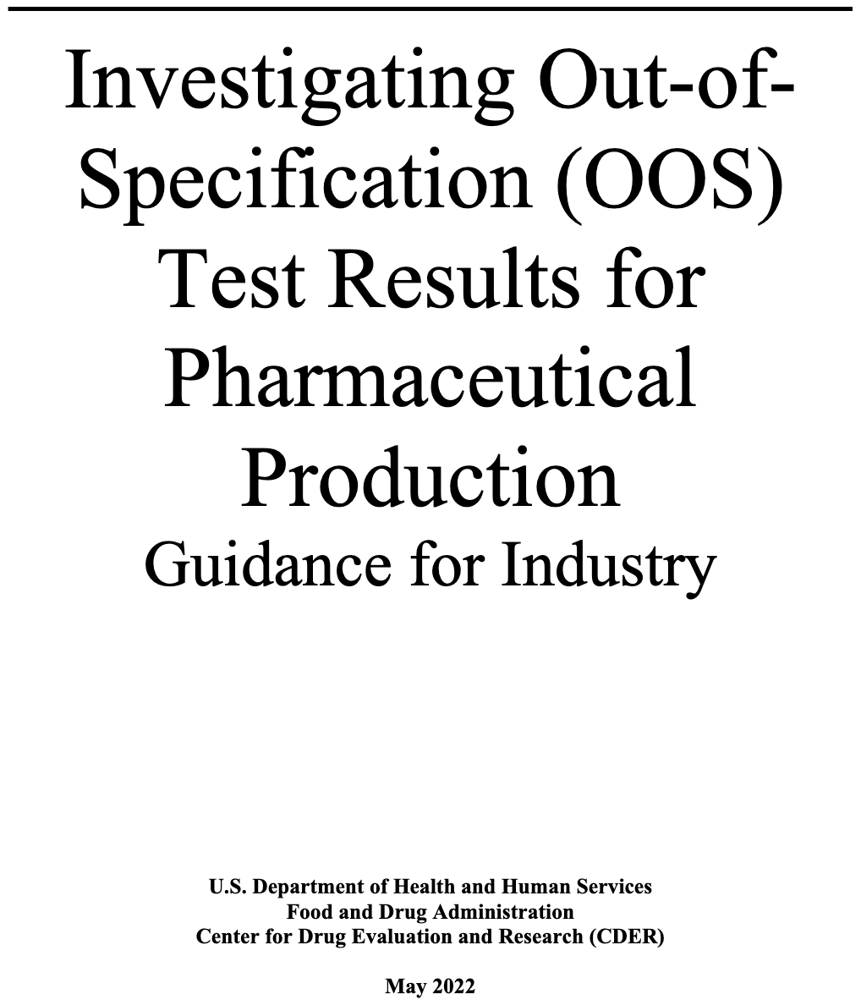 Investigating Out-of-
Specification (OOS)
Test Results for
Pharmaceutical
Production
Guidance for Industry
U.S. Department of Health and Human Services
Food and Drug Administration
Center for Drug Evaluation and Research (CDER)
May 2022